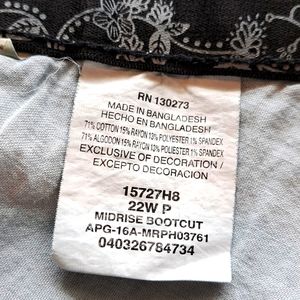 RN 130273
MADE IN BANGLADESH
HECHO EN BANGLADESH
71% COTTON 15% RAYON 13% POLYESTER 1% SPANDEX
71% ALGODON 15% RAYON 13% POLIESTER 1% SPANDEX
EXCLUSIVE OF DECORATION /
EXCEPTO DECORACION
15727H8
22W P
MIDRISE BOOTCUT
APG-16A-MRPH03761
040326784734